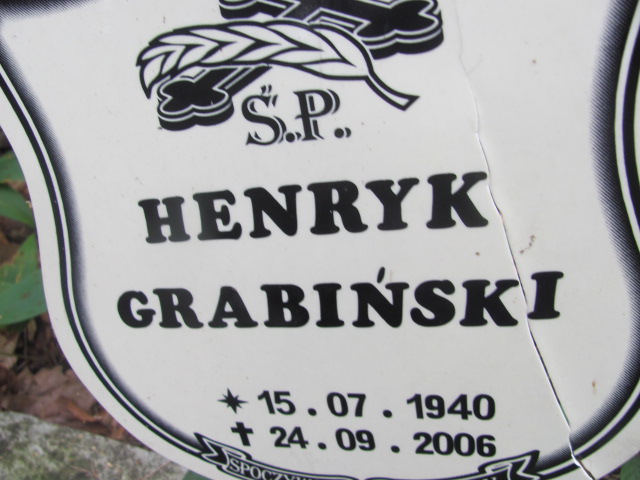 Ś.P.
HENRYK
GRABIŃSKI
* 15.07.1940
✝ 24.09.2006